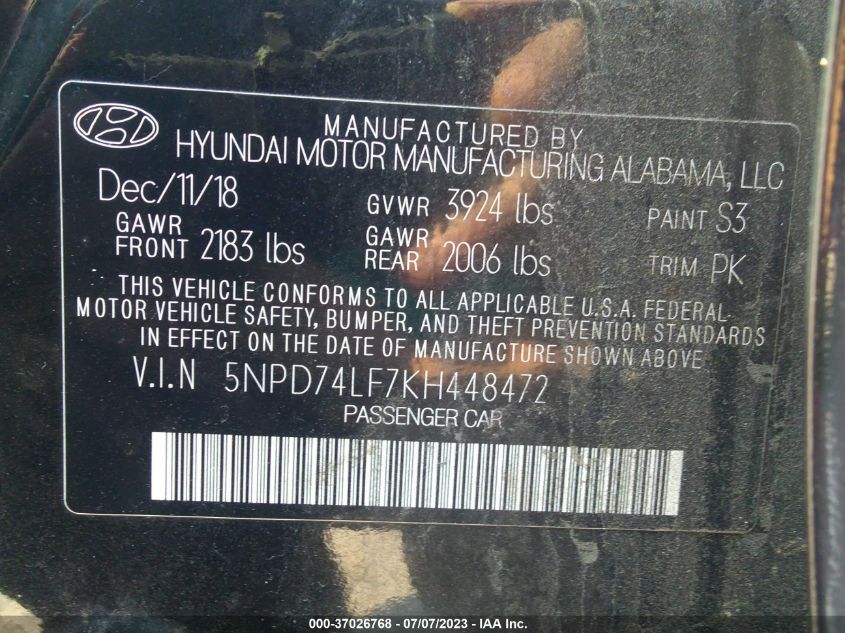 MANUFACTURED BY
HYUNDAI MOTOR MANUFACTURING ALABAMA, LLC
Dec/11/18 GVWR 3924 lbs PAINT S3
GAWR FRONT 2183 lbs GAWR REAR 2006 lbs TRIM PK
THIS VEHICLE CONFORMS TO ALL APPLICABLE U.S.A. FEDERAL
MOTOR VEHICLE SAFETY, BUMPER, AND THEFT PREVENTION STANDARDS
IN EFFECT ON THE DATE OF MANUFACTURE SHOWN ABOVE
V.I.N 5NPD74LF7KH448472
PASSENGER CAR
000-37026768 - 07/07/2023 - IAA Inc.